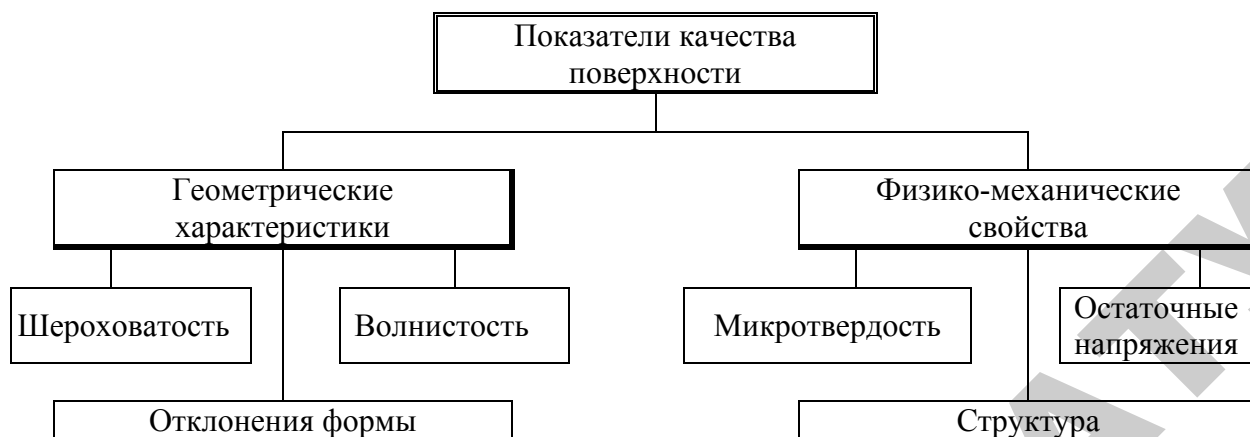 Показатели качества
поверхности
Геометрические
характеристики
Физико-механические
свойства
Шероховатость
Волнистость
Микротвердость
Остаточные
напряжения
Отклонения формы
Структура